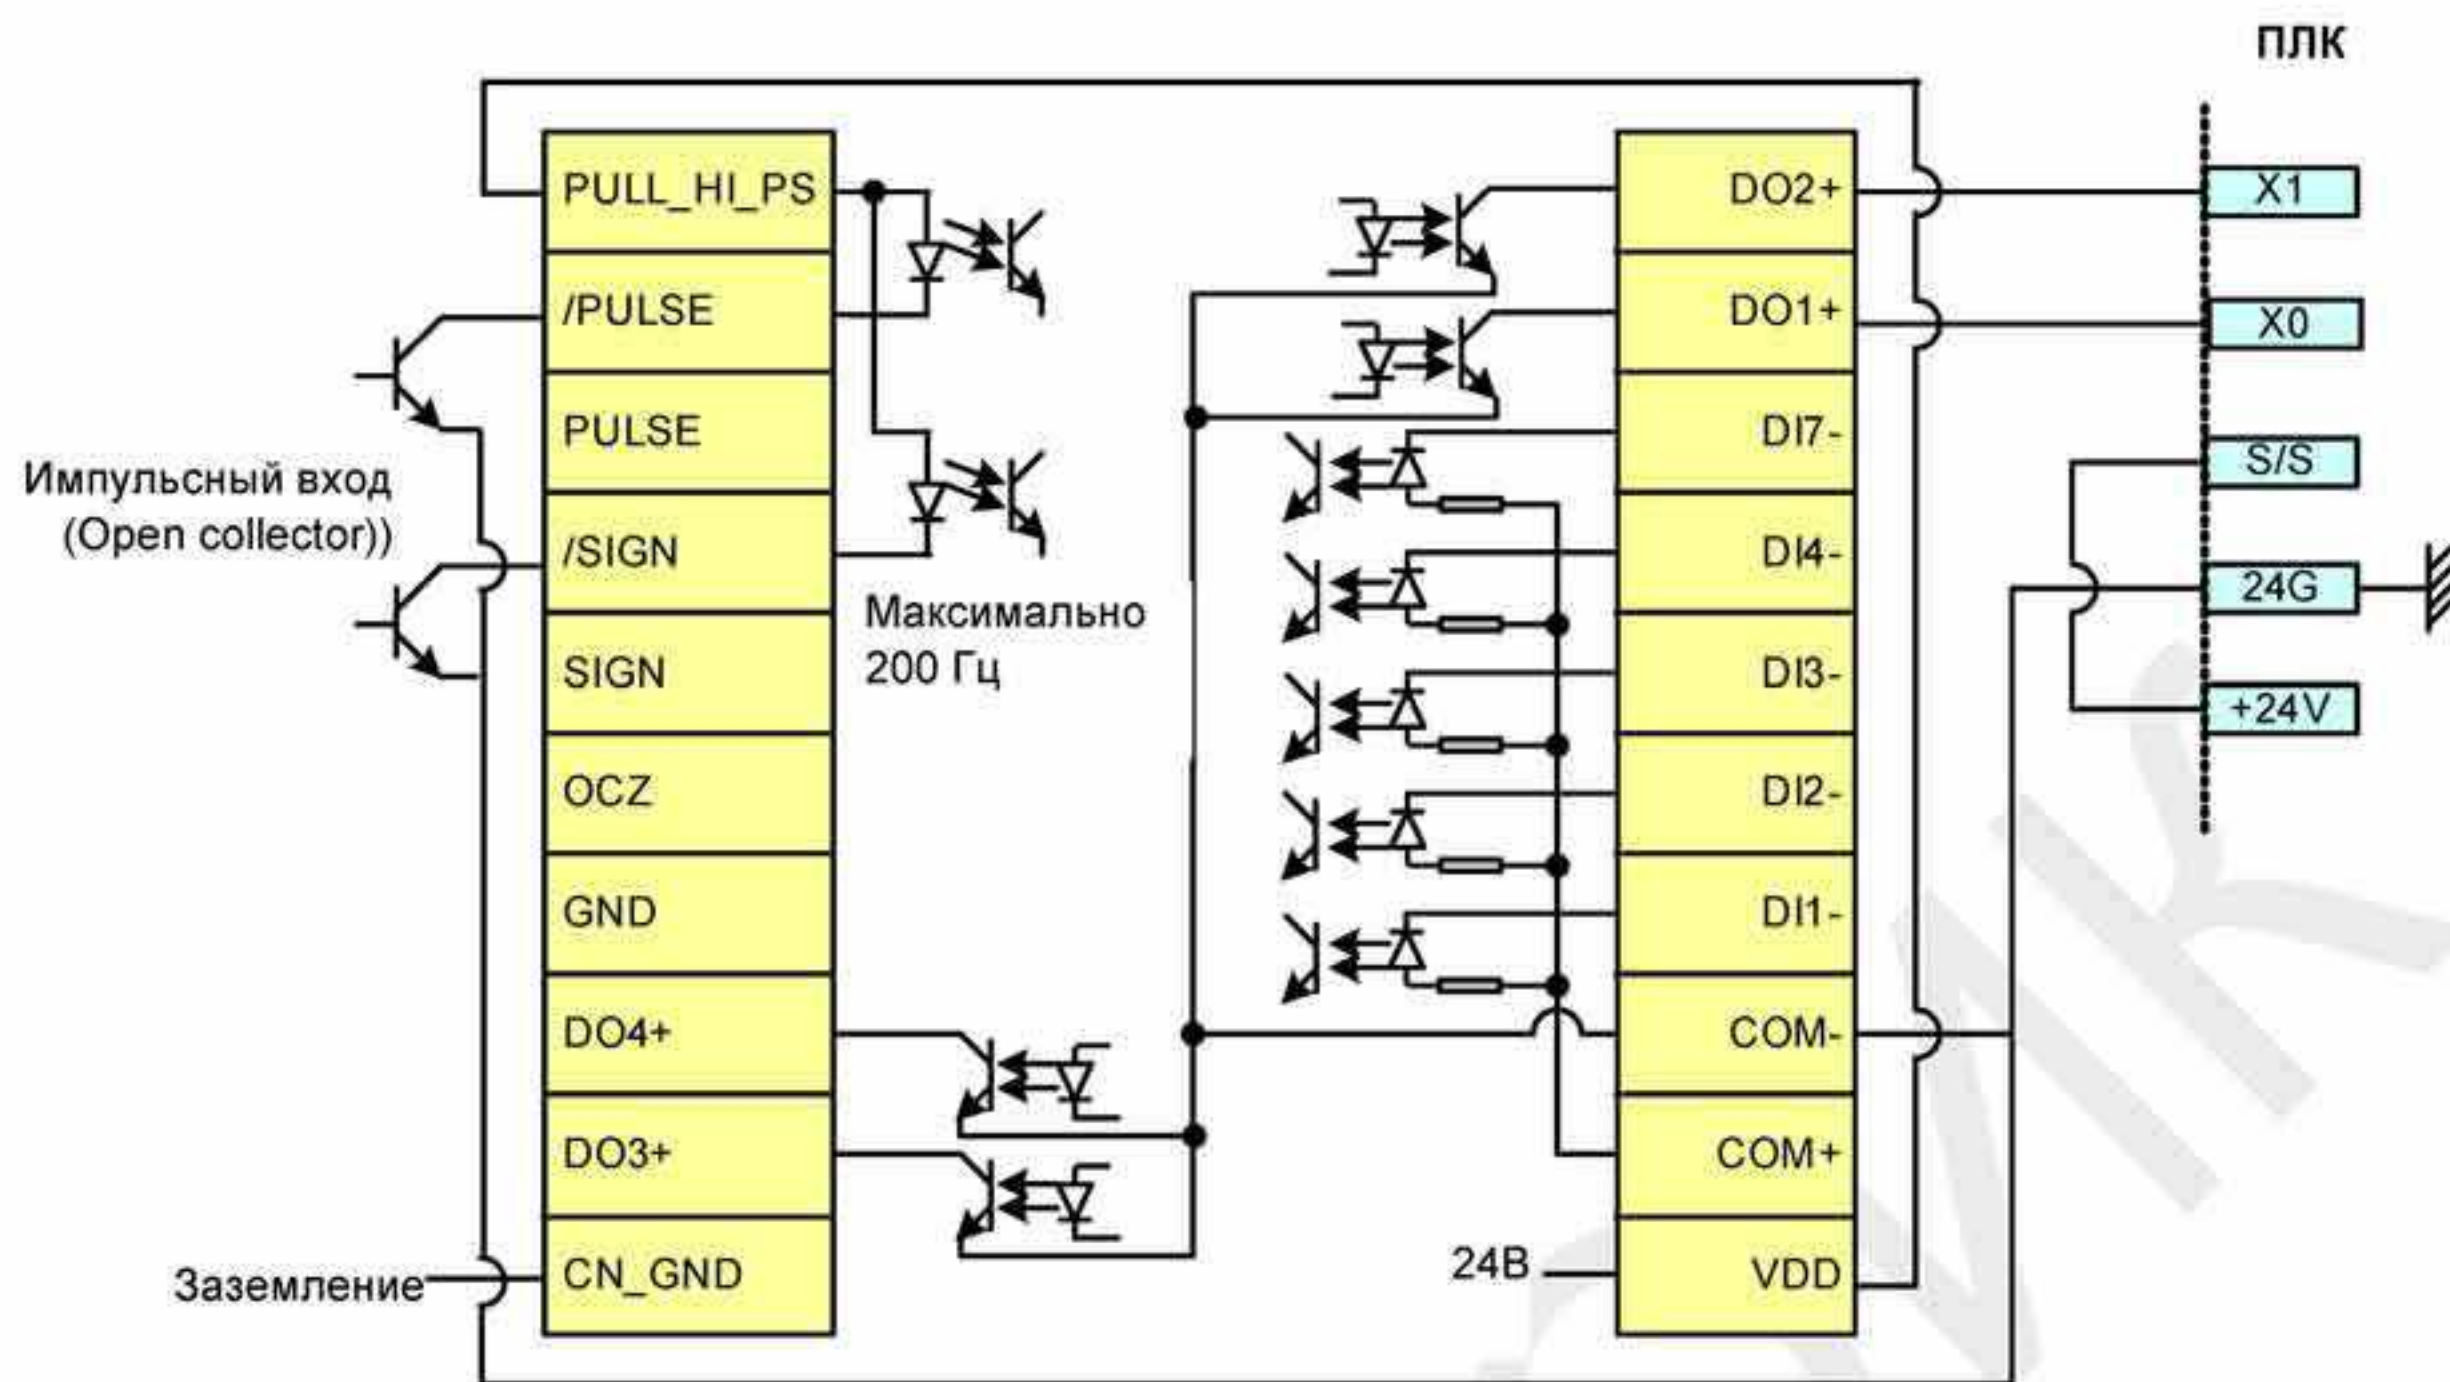 ПЛК
PULL_HI_PS
/PULSE
PULSE
/SIGN
SIGN
OCZ
GND
DO4+
DO3+
CN_GND
Импульсный вход
(Open collector))
Заземление
Максимально
200 Гц
DO2+
DO1+
DI7-
DI4-
DI3-
DI2-
DI1-
COM-
COM+
VDD
24В
X1
X0
S/S
24G
+24V